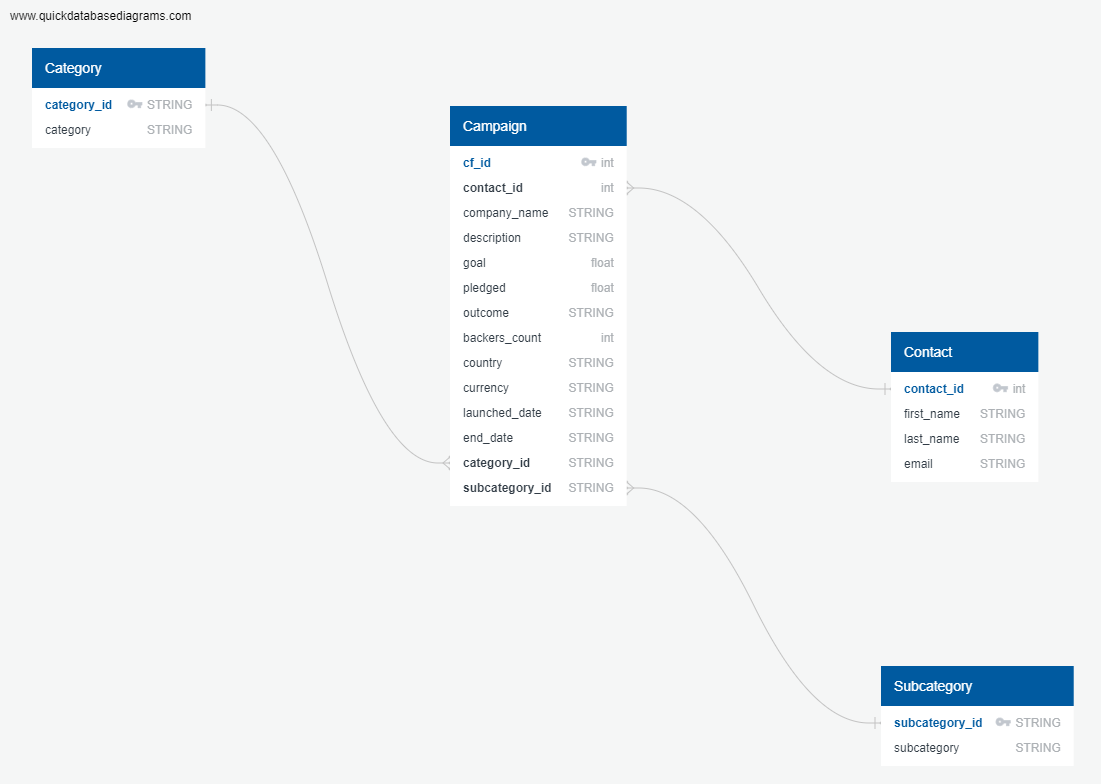 www.quickdatabasediagrams.com
Category
category_id STRING
category STRING
Campaign
cf_id int
contact_id int
company_name STRING
description STRING
goal float
pledged float
outcome STRING
backers_count int
country STRING
currency STRING
launched_date STRING
end_date STRING
category_id STRING
subcategory_id STRING
Contact
contact_id int
first_name STRING
last_name STRING
email STRING
Subcategory
subcategory_id STRING
subcategory STRING